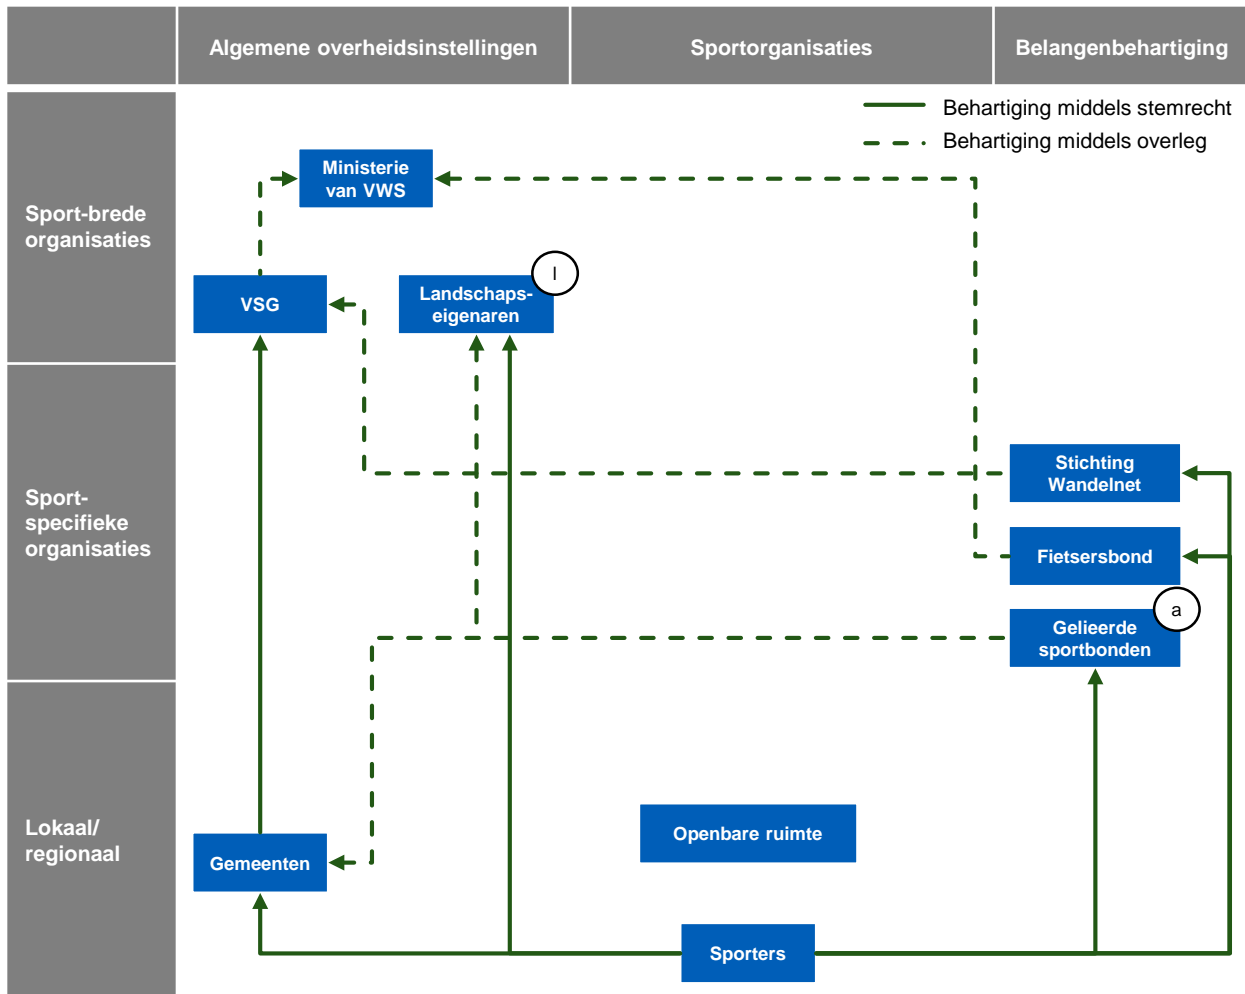 Algemene overheidsinstellingen
Sportorganisaties
Belangenbehartiging
Behartiging middels stemrecht
Behartiging middels overleg
Sport-brede
organisaties
Ministerie
van VWS
VSG
Landschaps-
eigenaren
l
Sport-
specifieke
organisaties
Stichting
Wandelnet
Fietsersbond
a
Gelieerde
sportbonden
Lokaal/
regionaal
Openbare ruimte
Gemeenten
Sporters